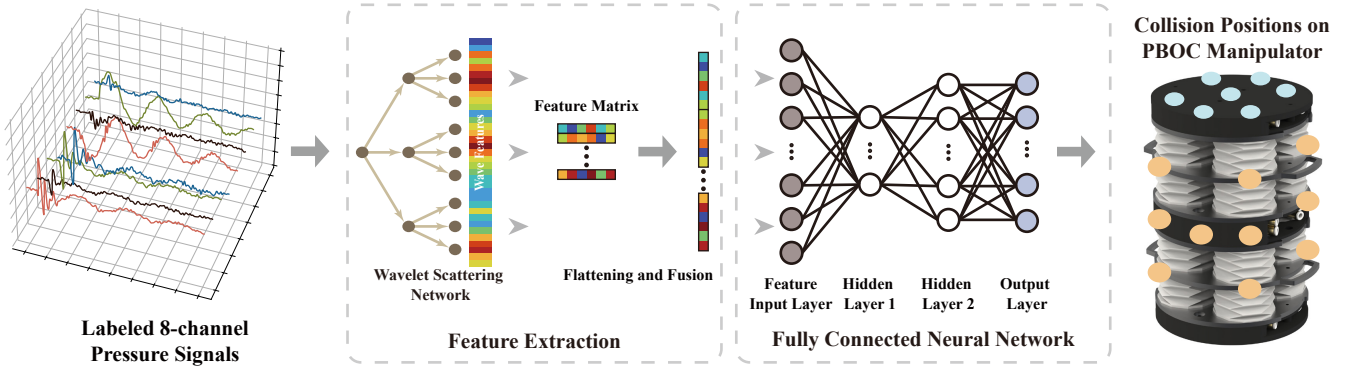 Labeled 8-channel
Pressure Signals
Wave Features
Wavelet Scattering
Network
Feature Matrix
Flattening and Fusion
Feature Extraction
Feature
Input Layer
Hidden
Layer 1
Hidden
Layer 2
Output
Layer
Fully Connected Neural Network
Collision Positions on
PBOC Manipulator